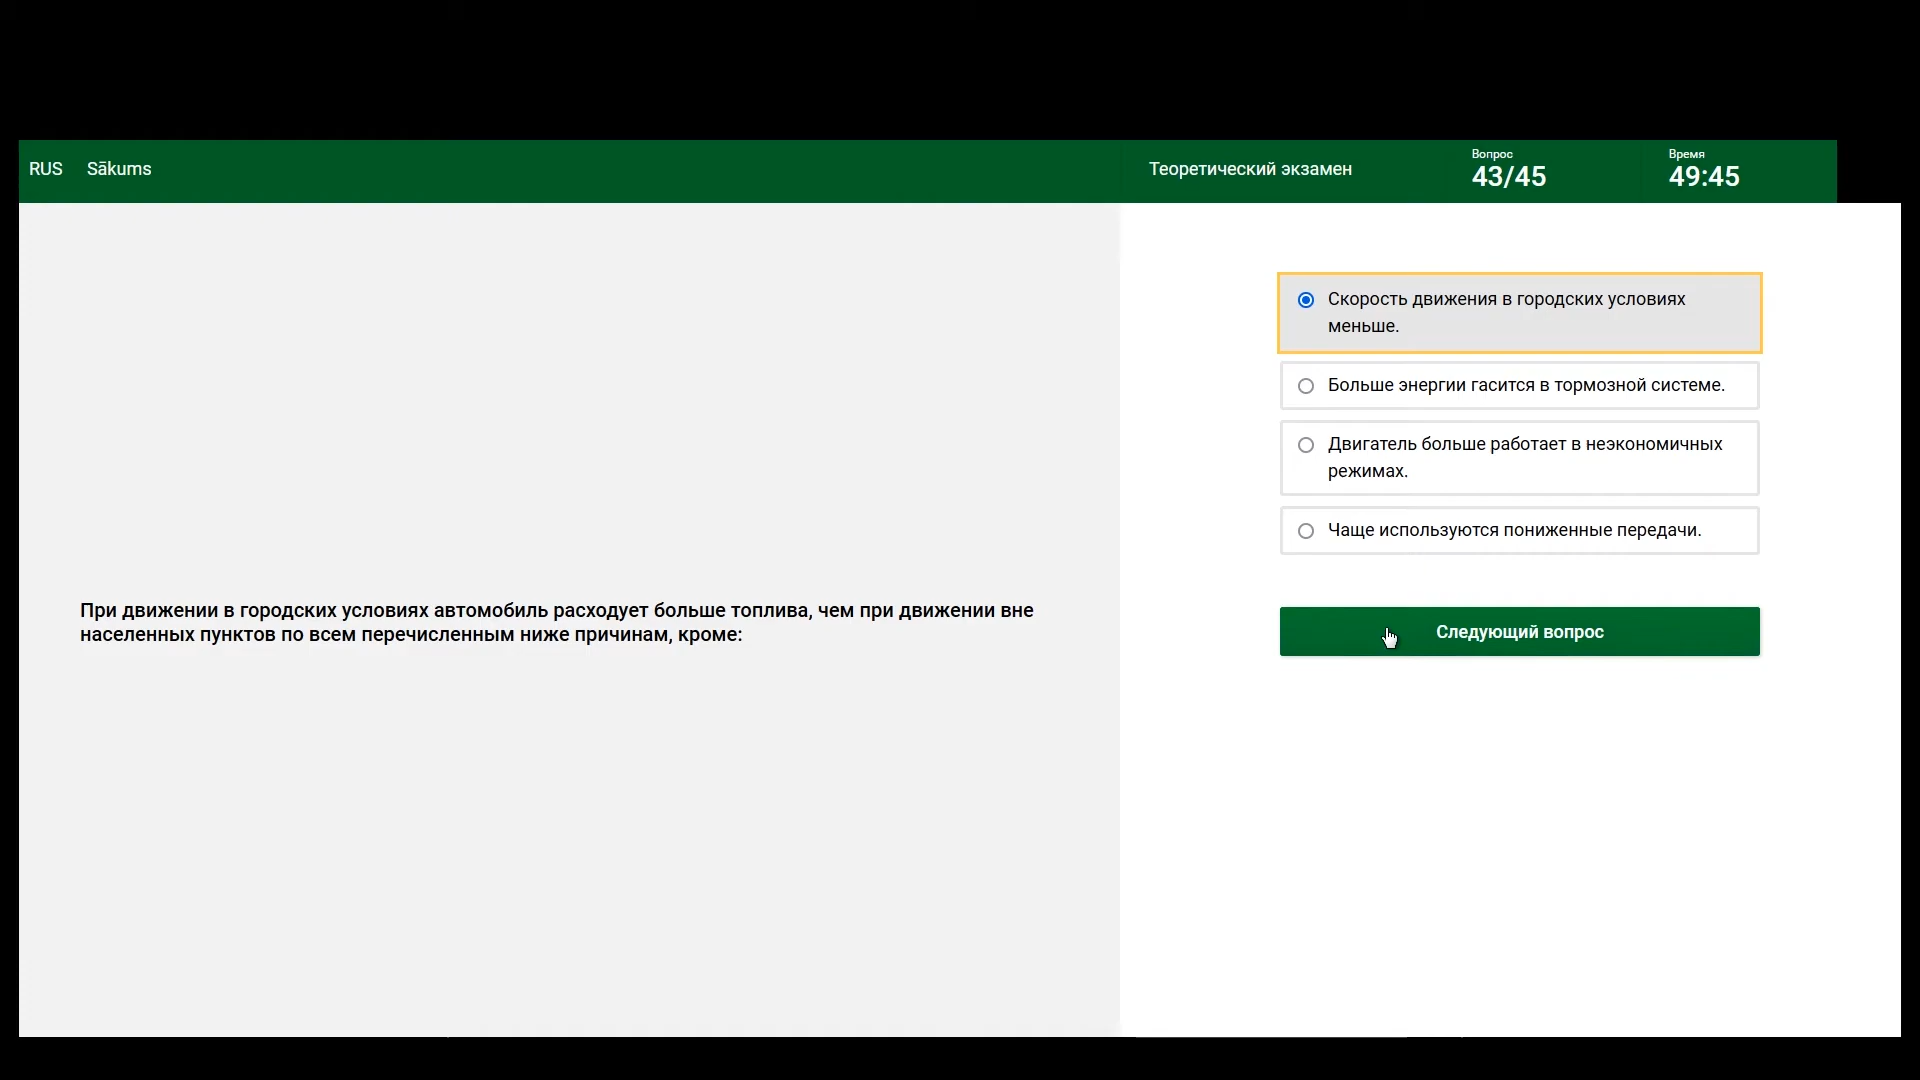 RUS Sākums Теоретический экзамен
Вопрос
43/45
Время
49:45
При движении в городских условиях автомобиль расходует больше топлива, чем при движении вне
населенных пунктов по всем перечисленным ниже причинам, кроме:
Скорость движения в городских условиях
меньше.
Больше энергии гасится в тормозной системе.
Двигатель больше работает в неэкономичных
режимах.
Чаще используются пониженные передачи.
Следующий вопрос